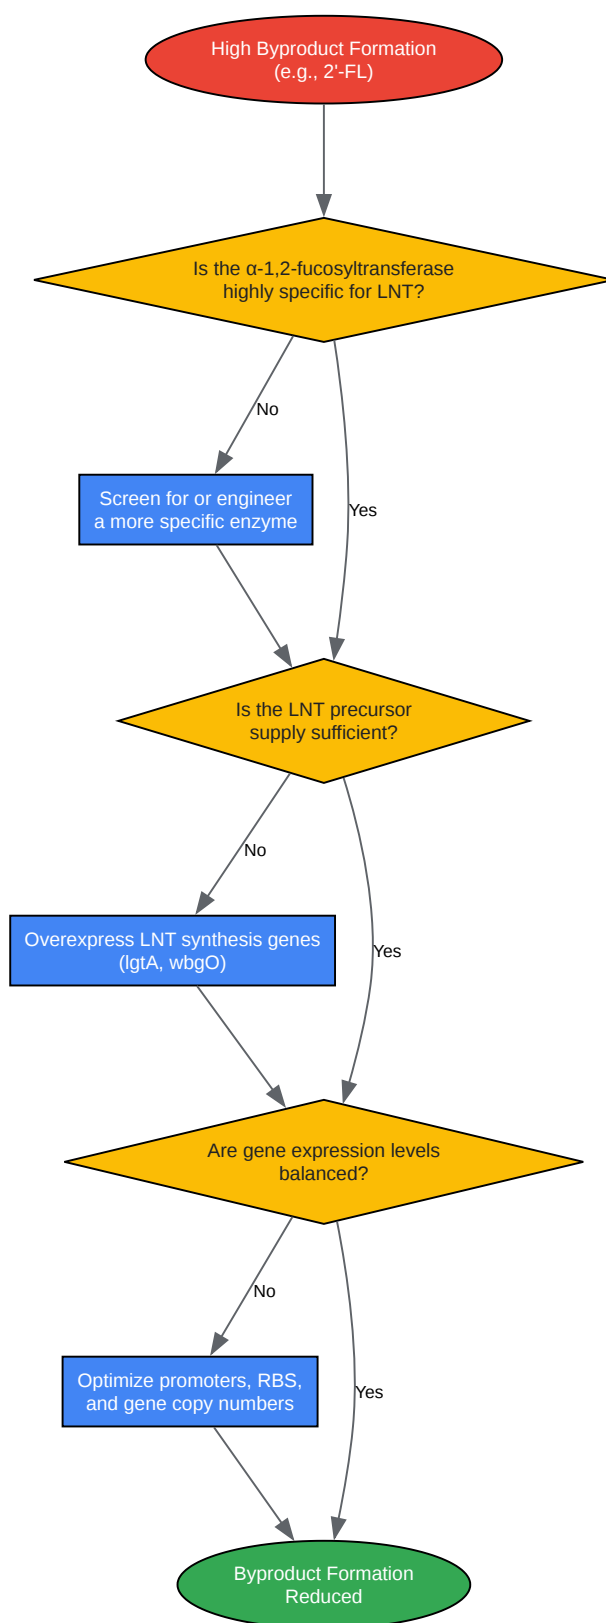 High Byproduct Formation
(e.g., 2'-FL)
Is the α-1,2-fucosyltransferase
highly specific for LNT?
No
Screen for or engineer
a more specific enzyme
Yes
Is the LNT precursor
supply sufficient?
No
Overexpress LNT synthesis genes
(lgtA, wbgO)
Yes
Are gene expression levels
balanced?
No
Optimize promoters, RBS,
and gene copy numbers
Yes
Byproduct Formation
Reduced